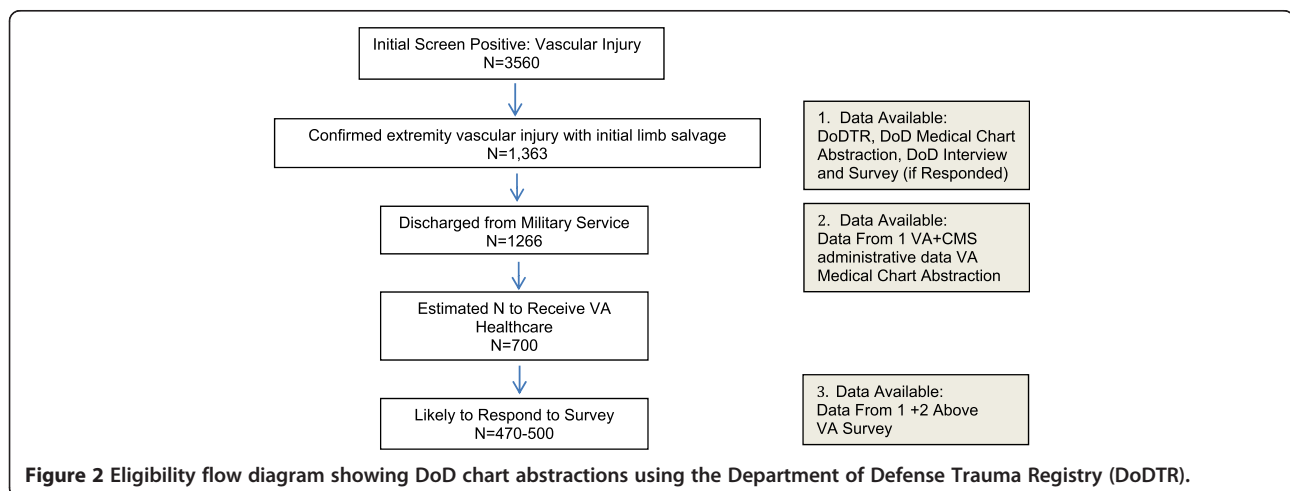 Initial Screen Positive: Vascular Injury
N=3560
Confirmed extremity vascular injury with initial limb salvage
N=1,363
1. Data Available:
DoDTR, DoD Medical Chart
Abstraction, DoD Interview
and Survey (if Responded)
Discharged from Military Service
N=1266
2. Data Available:
Data From 1 VA+CMS
administrative data VA
Medical Chart Abstraction
Estimated N to Receive VA
Healthcare
N=700
Likely to Respond to Survey
N=470-500
3. Data Available:
Data From 1 +2 Above
VA Survey
Figure 2 Eligibility flow diagram showing DoD chart abstractions using the Department of Defense Trauma Registry (DoDTR).